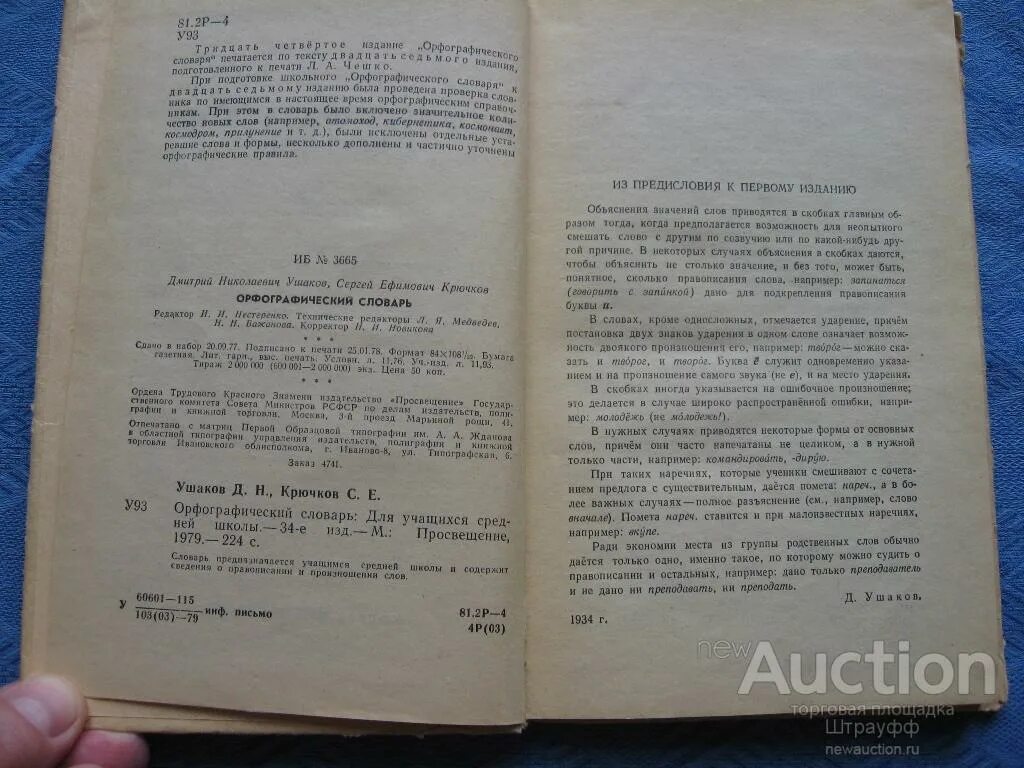 81.2Р—4
У93
Тридцать четвёртое издание „Орфографического
словаря“ печатается по тексту двадцать седьмого издания,
подготовленного к печати Л. А. Чешко.
При подготовке школьного „Орфографического словаря“ к
двадцать седьмому изданию была проведена проверка слов-
ника по имеющимся в настоящее время орфографическим справоч-
никам. При этом в словарь было включено значительное коли-
чество новых слов (например, атомоход, кибернетика, космонавт,
космодром, прилунение и т. д.), были исключены отдельные уста-
ревшие слова и формы, несколько дополнены и частично уточнены
орфографические правила.
ИБ № 3665
Дмитрий Николаевич Ушаков, Сергей Ефимович Крючков
ОРФОГРАФИЧЕСКИЙ СЛОВАРЬ
Редактор И. И. Нестеренко. Технические редакторы Л. Я. Медведев,
Н. Н. Бажанова. Корректор Н. И. Новикова
* * *
Сдано в набор 20.09.77. Подписано к печати 25.01.78. Формат 84×108¹/₃₂. Бумага
газетная. Лит. гарн., выс. печать. Условн. л. 11,76. Уч.-изд. л. 11,93.
Тираж 2 000 000 (600 001—2 000 000) экз. Цена 50 коп.
* * *
Ордена Трудового Красного Знамени издательство «Просвещение» Государ-
ственного комитета Совета Министров РСФСР по делам издательств, поли-
графии и книжной торговли. Москва, 3-й проезд Марьиной рощи, 41.
Отпечатано с матриц Первой Образцовой типографии им. А. А. Жданова
в областной типографии управления издательств, полиграфии и книжной
торговли Ивановского облисполкома, г. Иваново-8, ул. Типографская, 6.
Заказ 4741.
Ушаков Д. Н., Крючков С. Е.
У93 Орфографический словарь: Для учащихся сред-
ней школы.—34-е изд.—М.: Просвещение,
1979.—224 с.
Словарь предназначается учащимся средней школы и содержит
сведения о правописании и произношении слов.
У 60601—115
103(03)—79 инф. письмо
81.2Р—4
4Р(03)
ИЗ ПРЕДИСЛОВИЯ К ПЕРВОМУ ИЗДАНИЮ
Объяснения значений слов приводятся в скобках главным об-
разом тогда, когда предполагается возможность для неопытного
смешать слово с другим по созвучию или по какой-нибудь дру-
гой причине. В некоторых случаях объяснения в скобках даются,
чтобы объяснить не столько значение, и без того, может быть,
понятное, сколько правописания слова, например: запинаться
(говорить с запи́нкой) дано для подкрепления правописания
буквы и.
В словах, кроме односложных, отмечается ударение, причём
постановка двух знаков ударения в одном слове означает возмож-
ность двоякого произношения его, например: тво́ро́г—можно ска-
зать и тво́рог, и творо́г. Буква ё служит одновременно указани-
ем и на произношение самого звука (не е), и на место ударения.
В скобках иногда указывается на ошибочное произношение;
это делается в случае широко распространённой ошибки, напри-
мер: молодёжь (не мо́лодежь!).
В нужных случаях приводятся некоторые формы от основных
слов, причём они часто напечатаны не целиком, а в нужной
только части, например: командировать, -ди́рую.
При таких наречиях, которые ученики смешивают с сочета-
нием предлога с существительным, даётся помета: нареч., а в бо-
лее важных случаях—полное разъяснение (см., например, слово
вначале). Помета нареч. ставится и при малоизвестных наречиях,
например: вку́пе.
Ради экономии места из группы родственных слов обычно
даётся только одно, именно такое, по которому можно судить о
правописании и остальных, например: дано только преподаватель
и не дано ни преподавать, ни преподать.
Д. Ушаков.
1934 г.
new Auction
торговая площадка
Штрауфф
newauction.ru